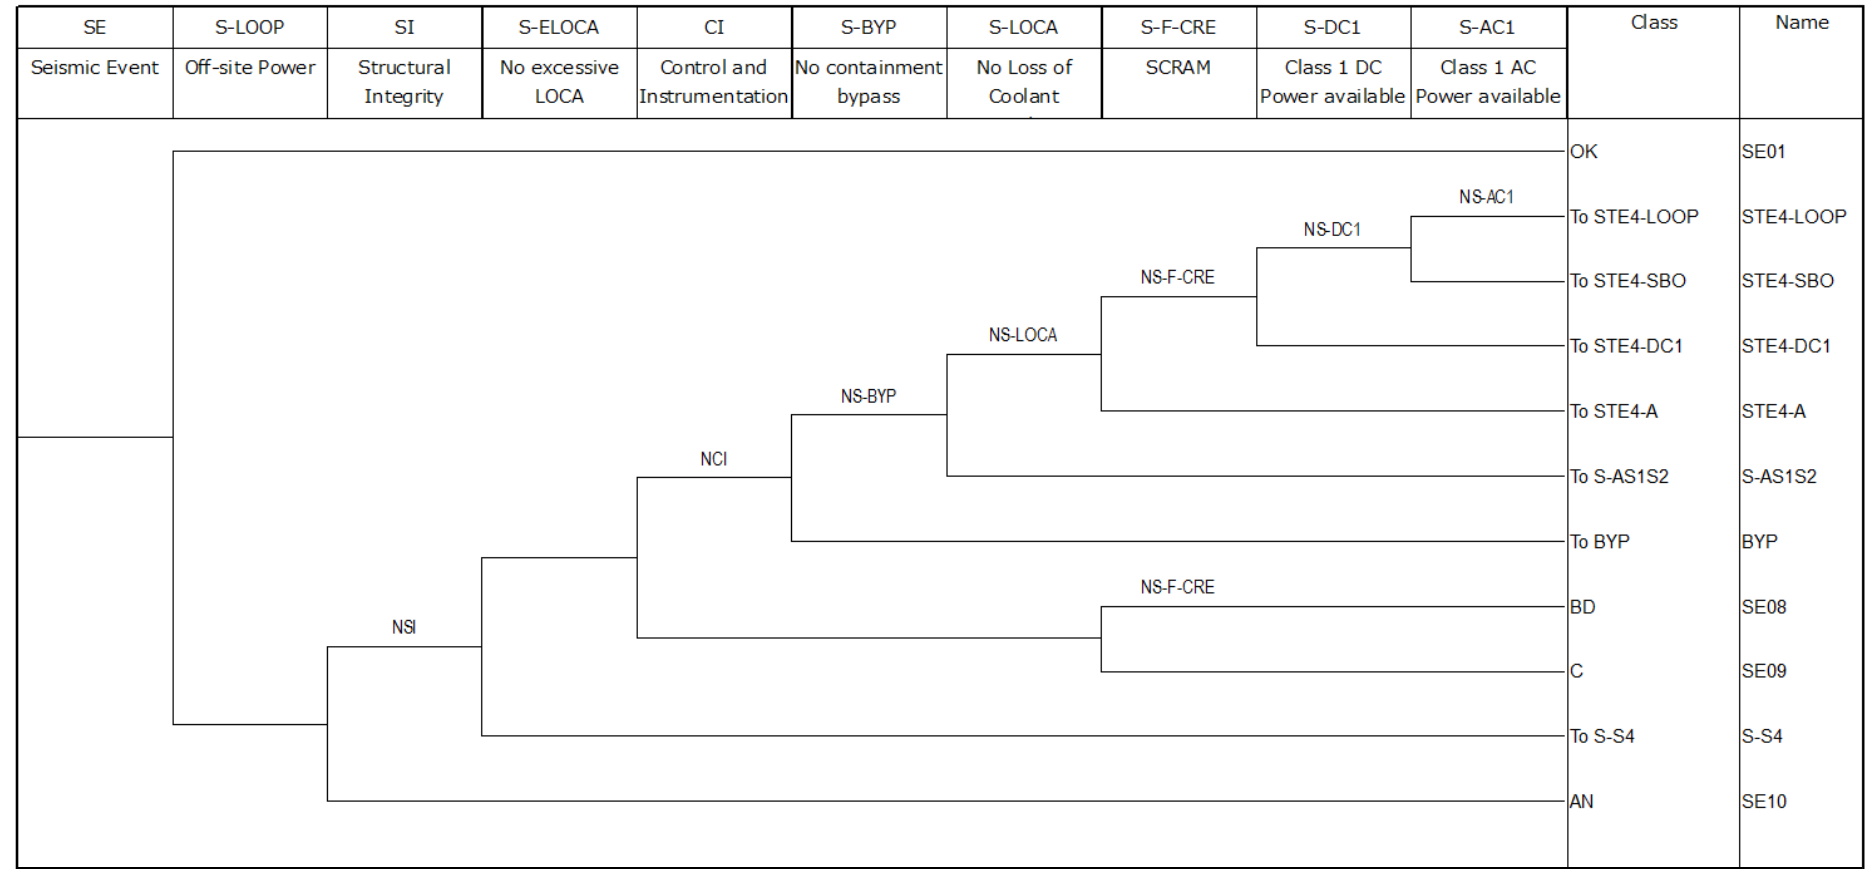 SE S-LOOP SI S-ELOCA CI S-BYP S-LOCA S-F-CRE S-DC1 S-AC1 Class Name
Seismic Event Off-site Power Structural No excessive Control and No containment No Loss of SCRAM Class 1 DC Class 1 AC
Integrity LOCA Instrumentation bypass Coolant Power available Power available
OK SE01
NS-AC1
To STE4-LOOP STE4-LOOP
NS-DC1
NS-F-CRE
To STE4-SBO STE4-SBO
NS-LOCA
To STE4-DC1 STE4-DC1
NS-BYP
To STE4-A STE4-A
NCI
To S-AS1S2 S-AS1S2
To BYP BYP
NS-F-CRE
BD SE08
NSI
C SE09
To S-S4 S-S4
AN SE10